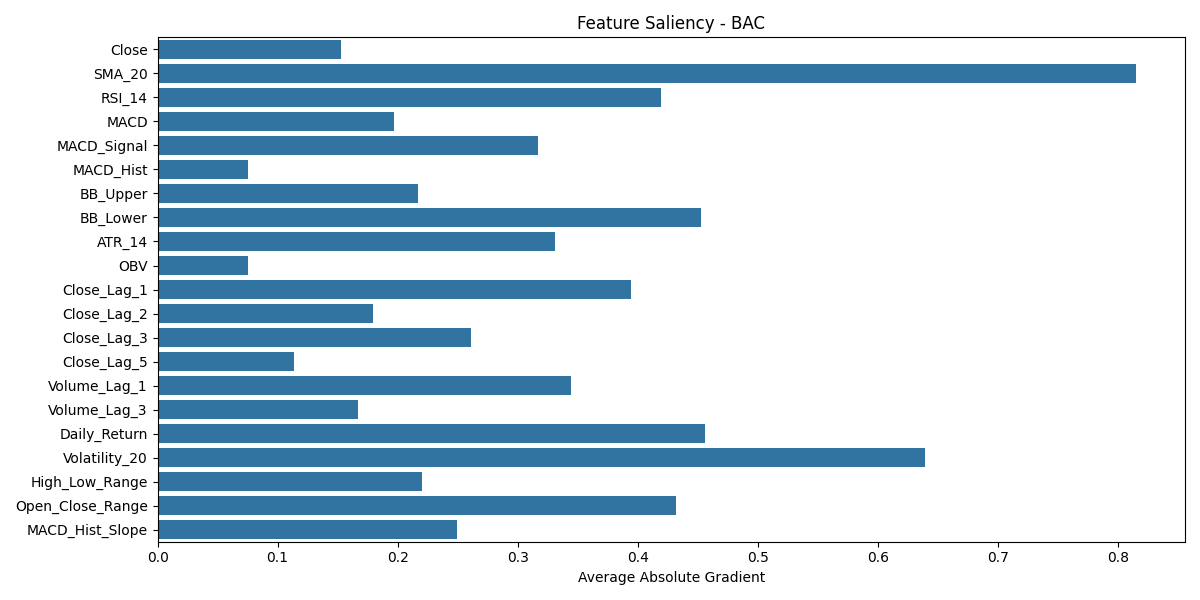 Feature Saliency - BAC
Close
SMA_20
RSI_14
MACD
MACD_Signal
MACD_Hist
BB_Upper
BB_Lower
ATR_14
OBV
Close_Lag_1
Close_Lag_2
Close_Lag_3
Close_Lag_5
Volume_Lag_1
Volume_Lag_3
Daily_Return
Volatility_20
High_Low_Range
Open_Close_Range
MACD_Hist_Slope
0.0 0.1 0.2 0.3 0.4 0.5 0.6 0.7 0.8
Average Absolute Gradient